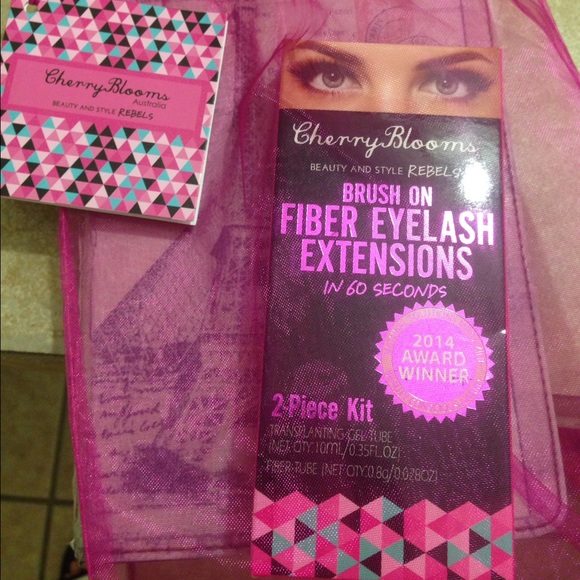 CherryBlooms
Australia
BEAUTY AND STYLE REBELS
CherryBlooms
BEAUTY AND STYLE REBELS
BRUSH ON
FIBER EYELASH
EXTENSIONS
IN 60 SECONDS
2014
AWARD
WINNER
2-Piece Kit
TRANSPLANTING GEL TUBE
(NET QTY:10mL/0.35FL.OZ)
FIBER TUBE (NET QTY:0.8g/0.028OZ)